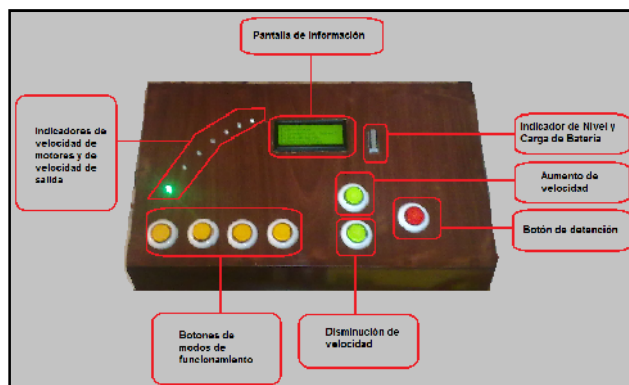 Pantalla de información
Indicadores de
velocidad de
motores y de
velocidad de
salida
Indicador de Nivel y
Carga de Batería
Aumento de
velocidad
Botón de detención
Botones de
modos de
funcionamiento
Disminución de
velocidad